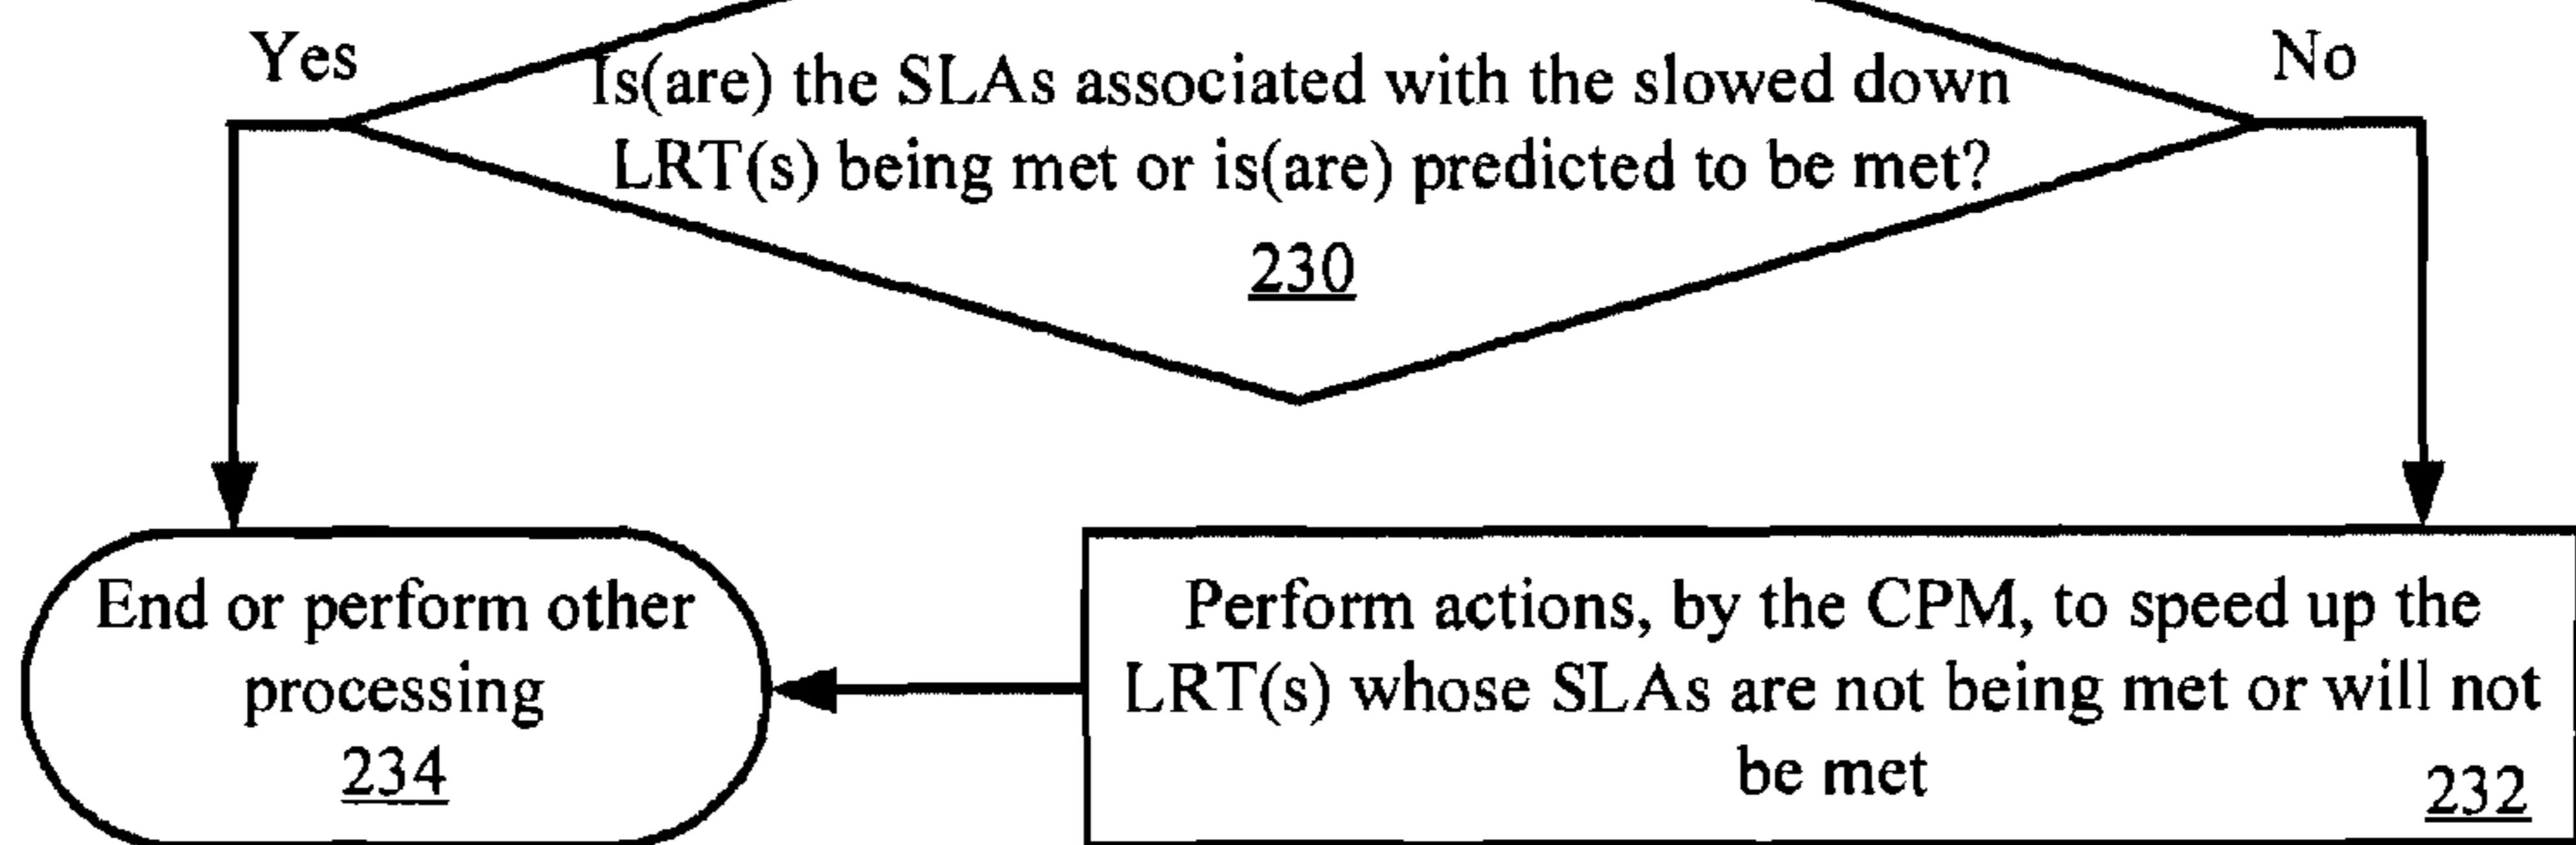 Yes
No
Is(are) the SLAs associated with the slowed down
LRT(s) being met or is(are) predicted to be met?
230
End or perform other
processing
234
Perform actions, by the CPM, to speed up the
LRT(s) whose SLAs are not being met or will not
be met
232